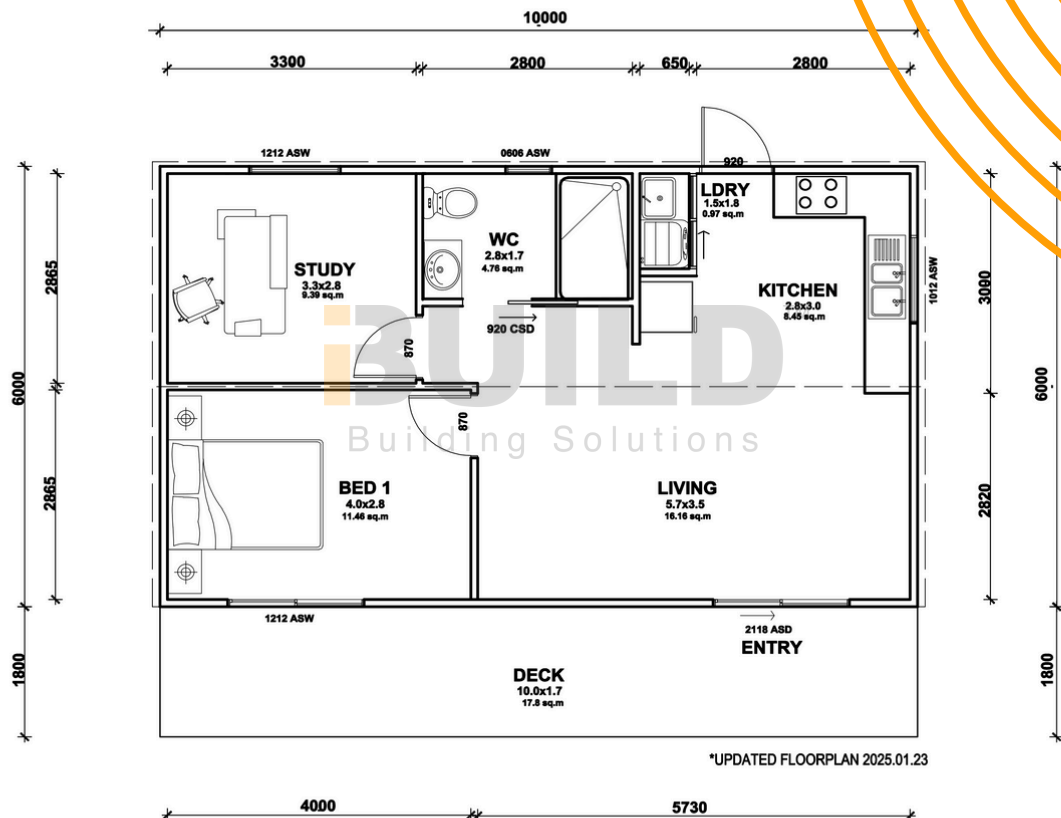 10000
3300
2800
650
2800
1212 ASW
0606 ASW
920
LDRY
1.5x1.8
0.97 sq.m
WC
2.8x1.7
4.76 sq.m
STUDY
3.3x2.8
9.39 sq.m
KITCHEN
2.8x3.0
8.45 sq.m
1012 ASW
2865
3090
920 CSD
870
iBUILD
Building Solutions
6000
6000
870
BED 1
4.0x2.8
11.46 sq.m
LIVING
5.7x3.5
16.16 sq.m
2865
2820
1212 ASW
2118 ASD
ENTRY
DECK
10.0x1.7
17.8 sq.m
1800
1800
*UPDATED FLOORPLAN 2025.01.23
4000
5730